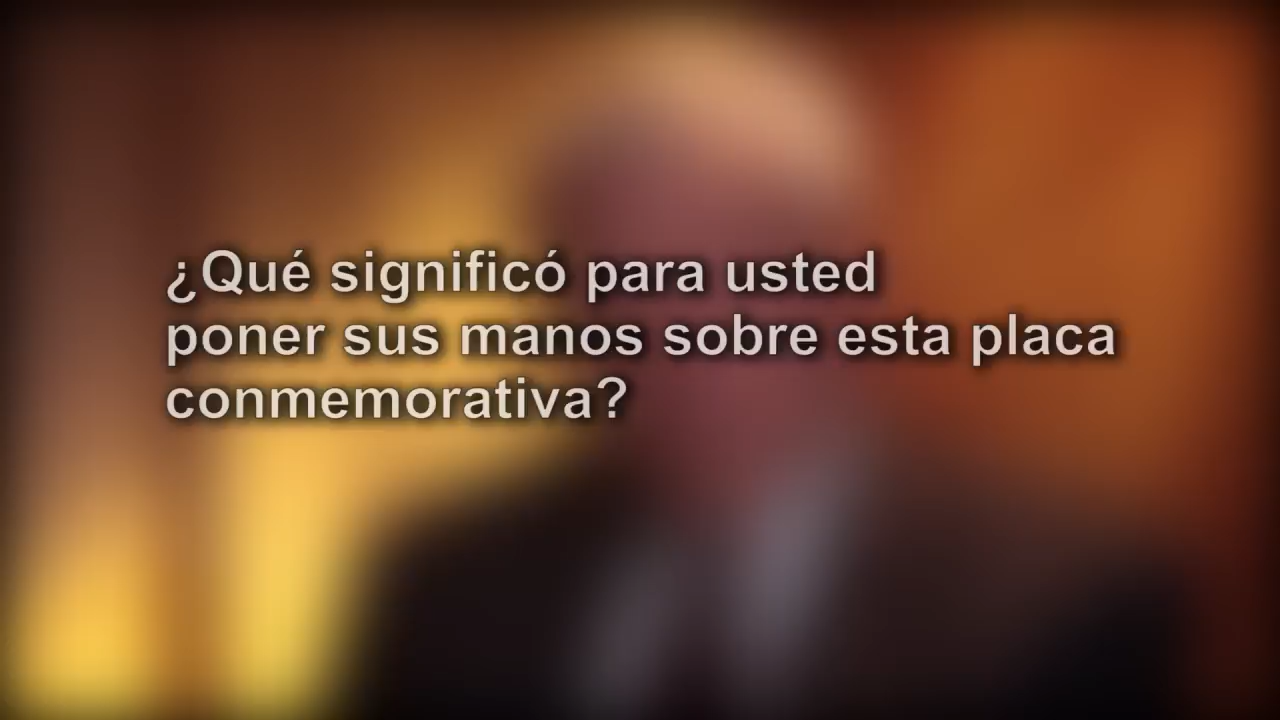 ¿Qué significó para usted
poner sus manos sobre esta placa
conmemorativa?